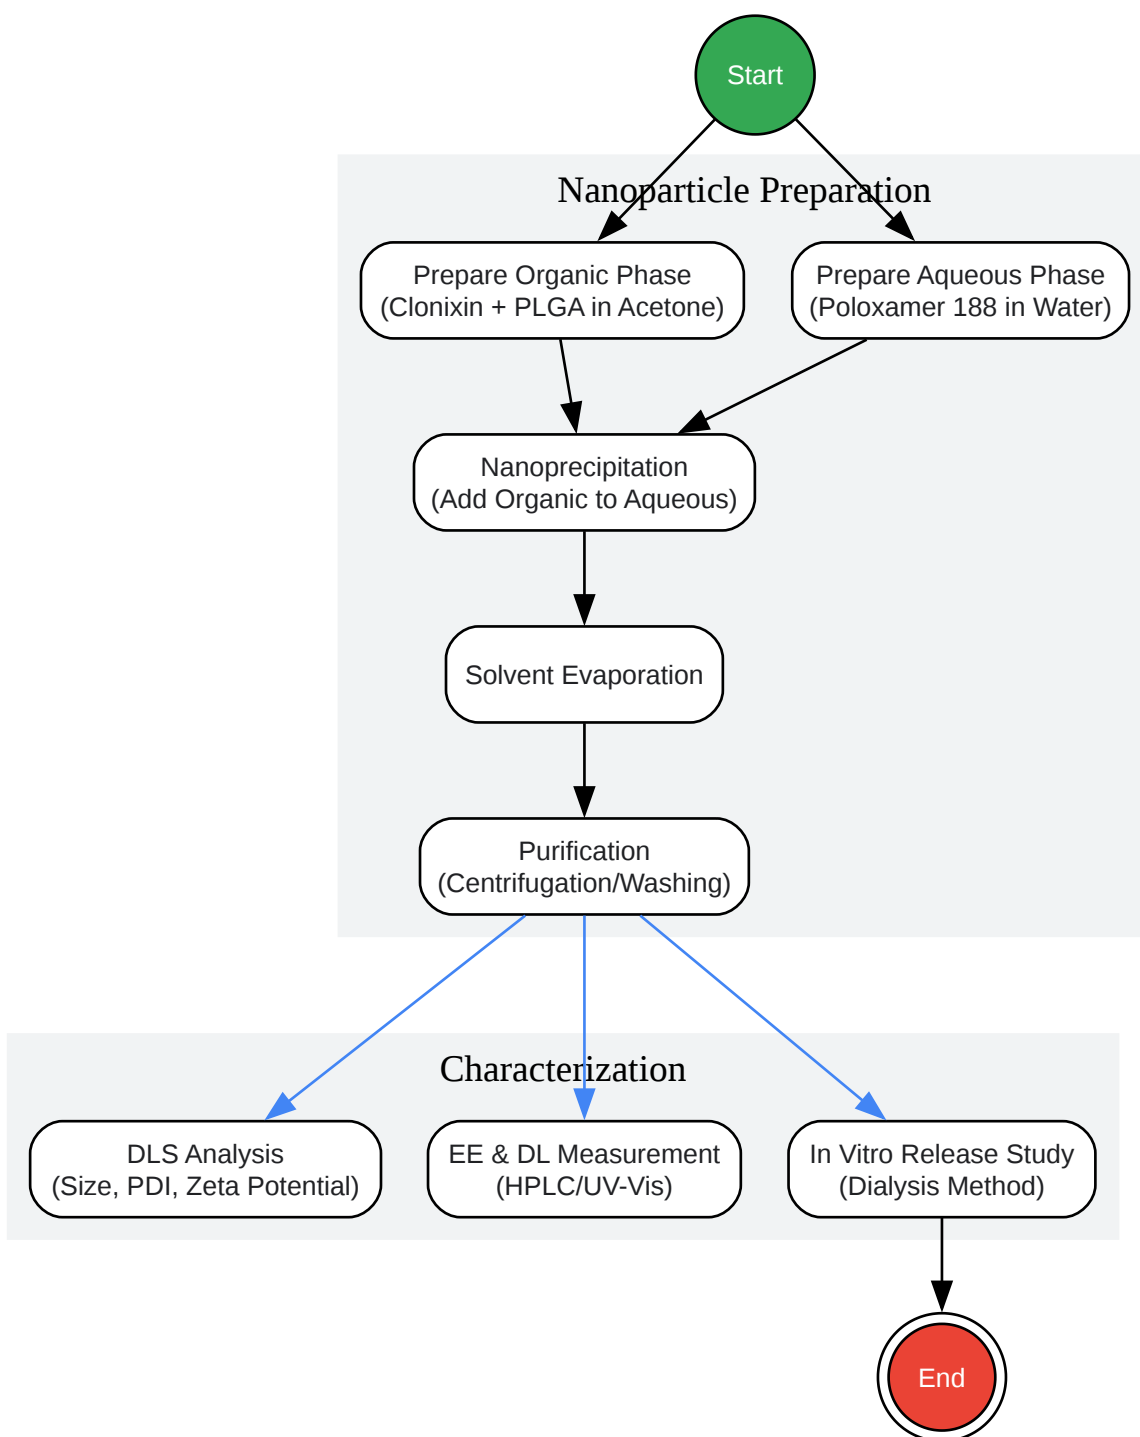 Start
Nanoparticle Preparation
Prepare Organic Phase
(Clonixin + PLGA in Acetone)
Prepare Aqueous Phase
(Poloxamer 188 in Water)
Nanoprecipitation
(Add Organic to Aqueous)
Solvent Evaporation
Purification
(Centrifugation/Washing)
Characterization
DLS Analysis
(Size, PDI, Zeta Potential)
EE & DL Measurement
(HPLC/UV-Vis)
In Vitro Release Study
(Dialysis Method)
End